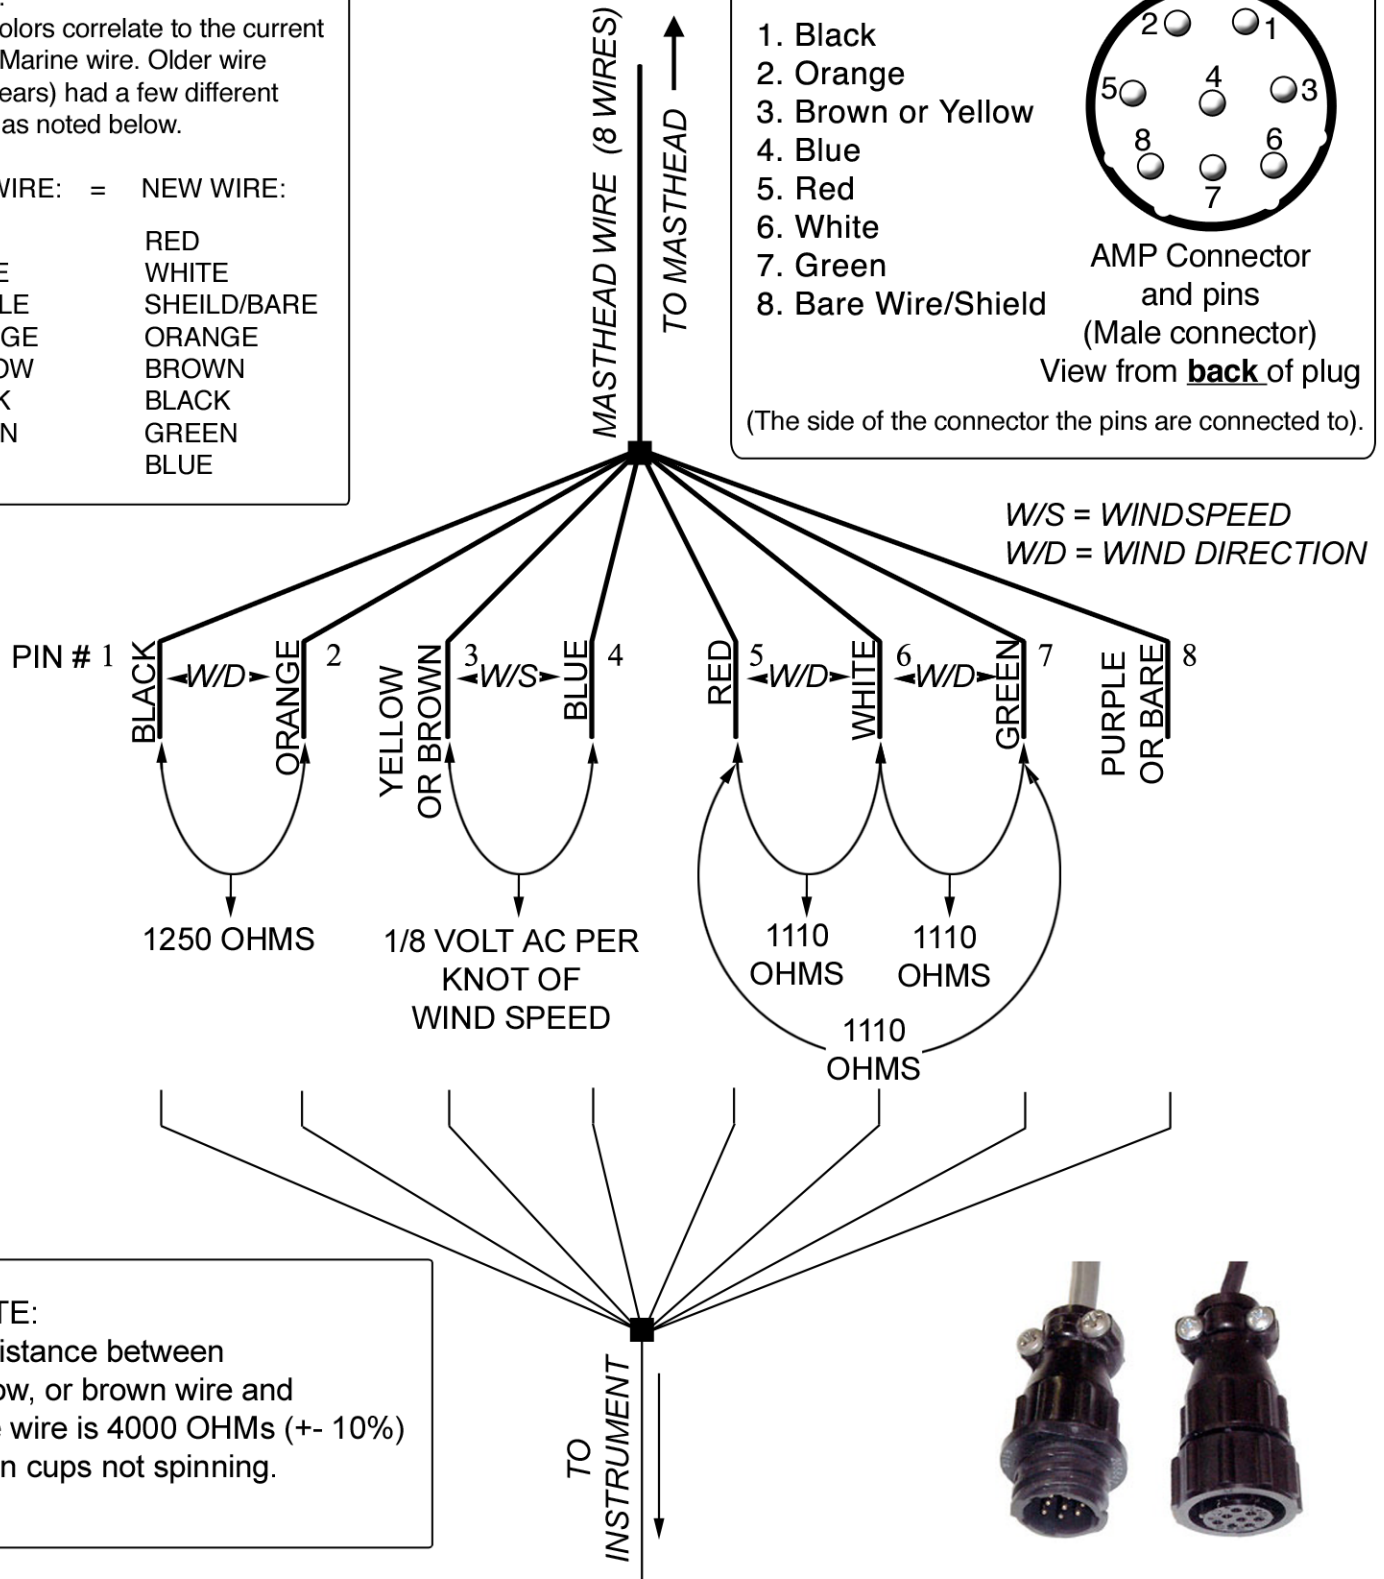 olors correlate to the current
Marine wire. Older wire
ears) had a few different
as noted below.
WIRE: = NEW WIRE:
RED
E WHITE
LE SHEILD/BARE
GE ORANGE
OW BROWN
K BLACK
N GREEN
BLUE
MASTHEAD WIRE (8 WIRES)
TO MASTHEAD
1. Black
2. Orange
3. Brown or Yellow
4. Blue
5. Red
6. White
7. Green
8. Bare Wire/Shield
2 1
5 4 3
8 6
7
AMP Connector
and pins
(Male connector)
View from back of plug
(The side of the connector the pins are connected to).
W/S = WINDSPEED
W/D = WIND DIRECTION
PIN # 1 2 3 4 5 6 7 8
BLACK
W/D
ORANGE
YELLOW
OR BROWN
W/S
BLUE
RED
W/D
WHITE
W/D
GREEN
PURPLE
OR BARE
1250 OHMS
1/8 VOLT AC PER
KNOT OF
WIND SPEED
1110
OHMS
1110
OHMS
1110
OHMS
TE:
istance between
ow, or brown wire and
e wire is 4000 OHMs (+- 10%)
n cups not spinning.
TO
INSTRUMENT